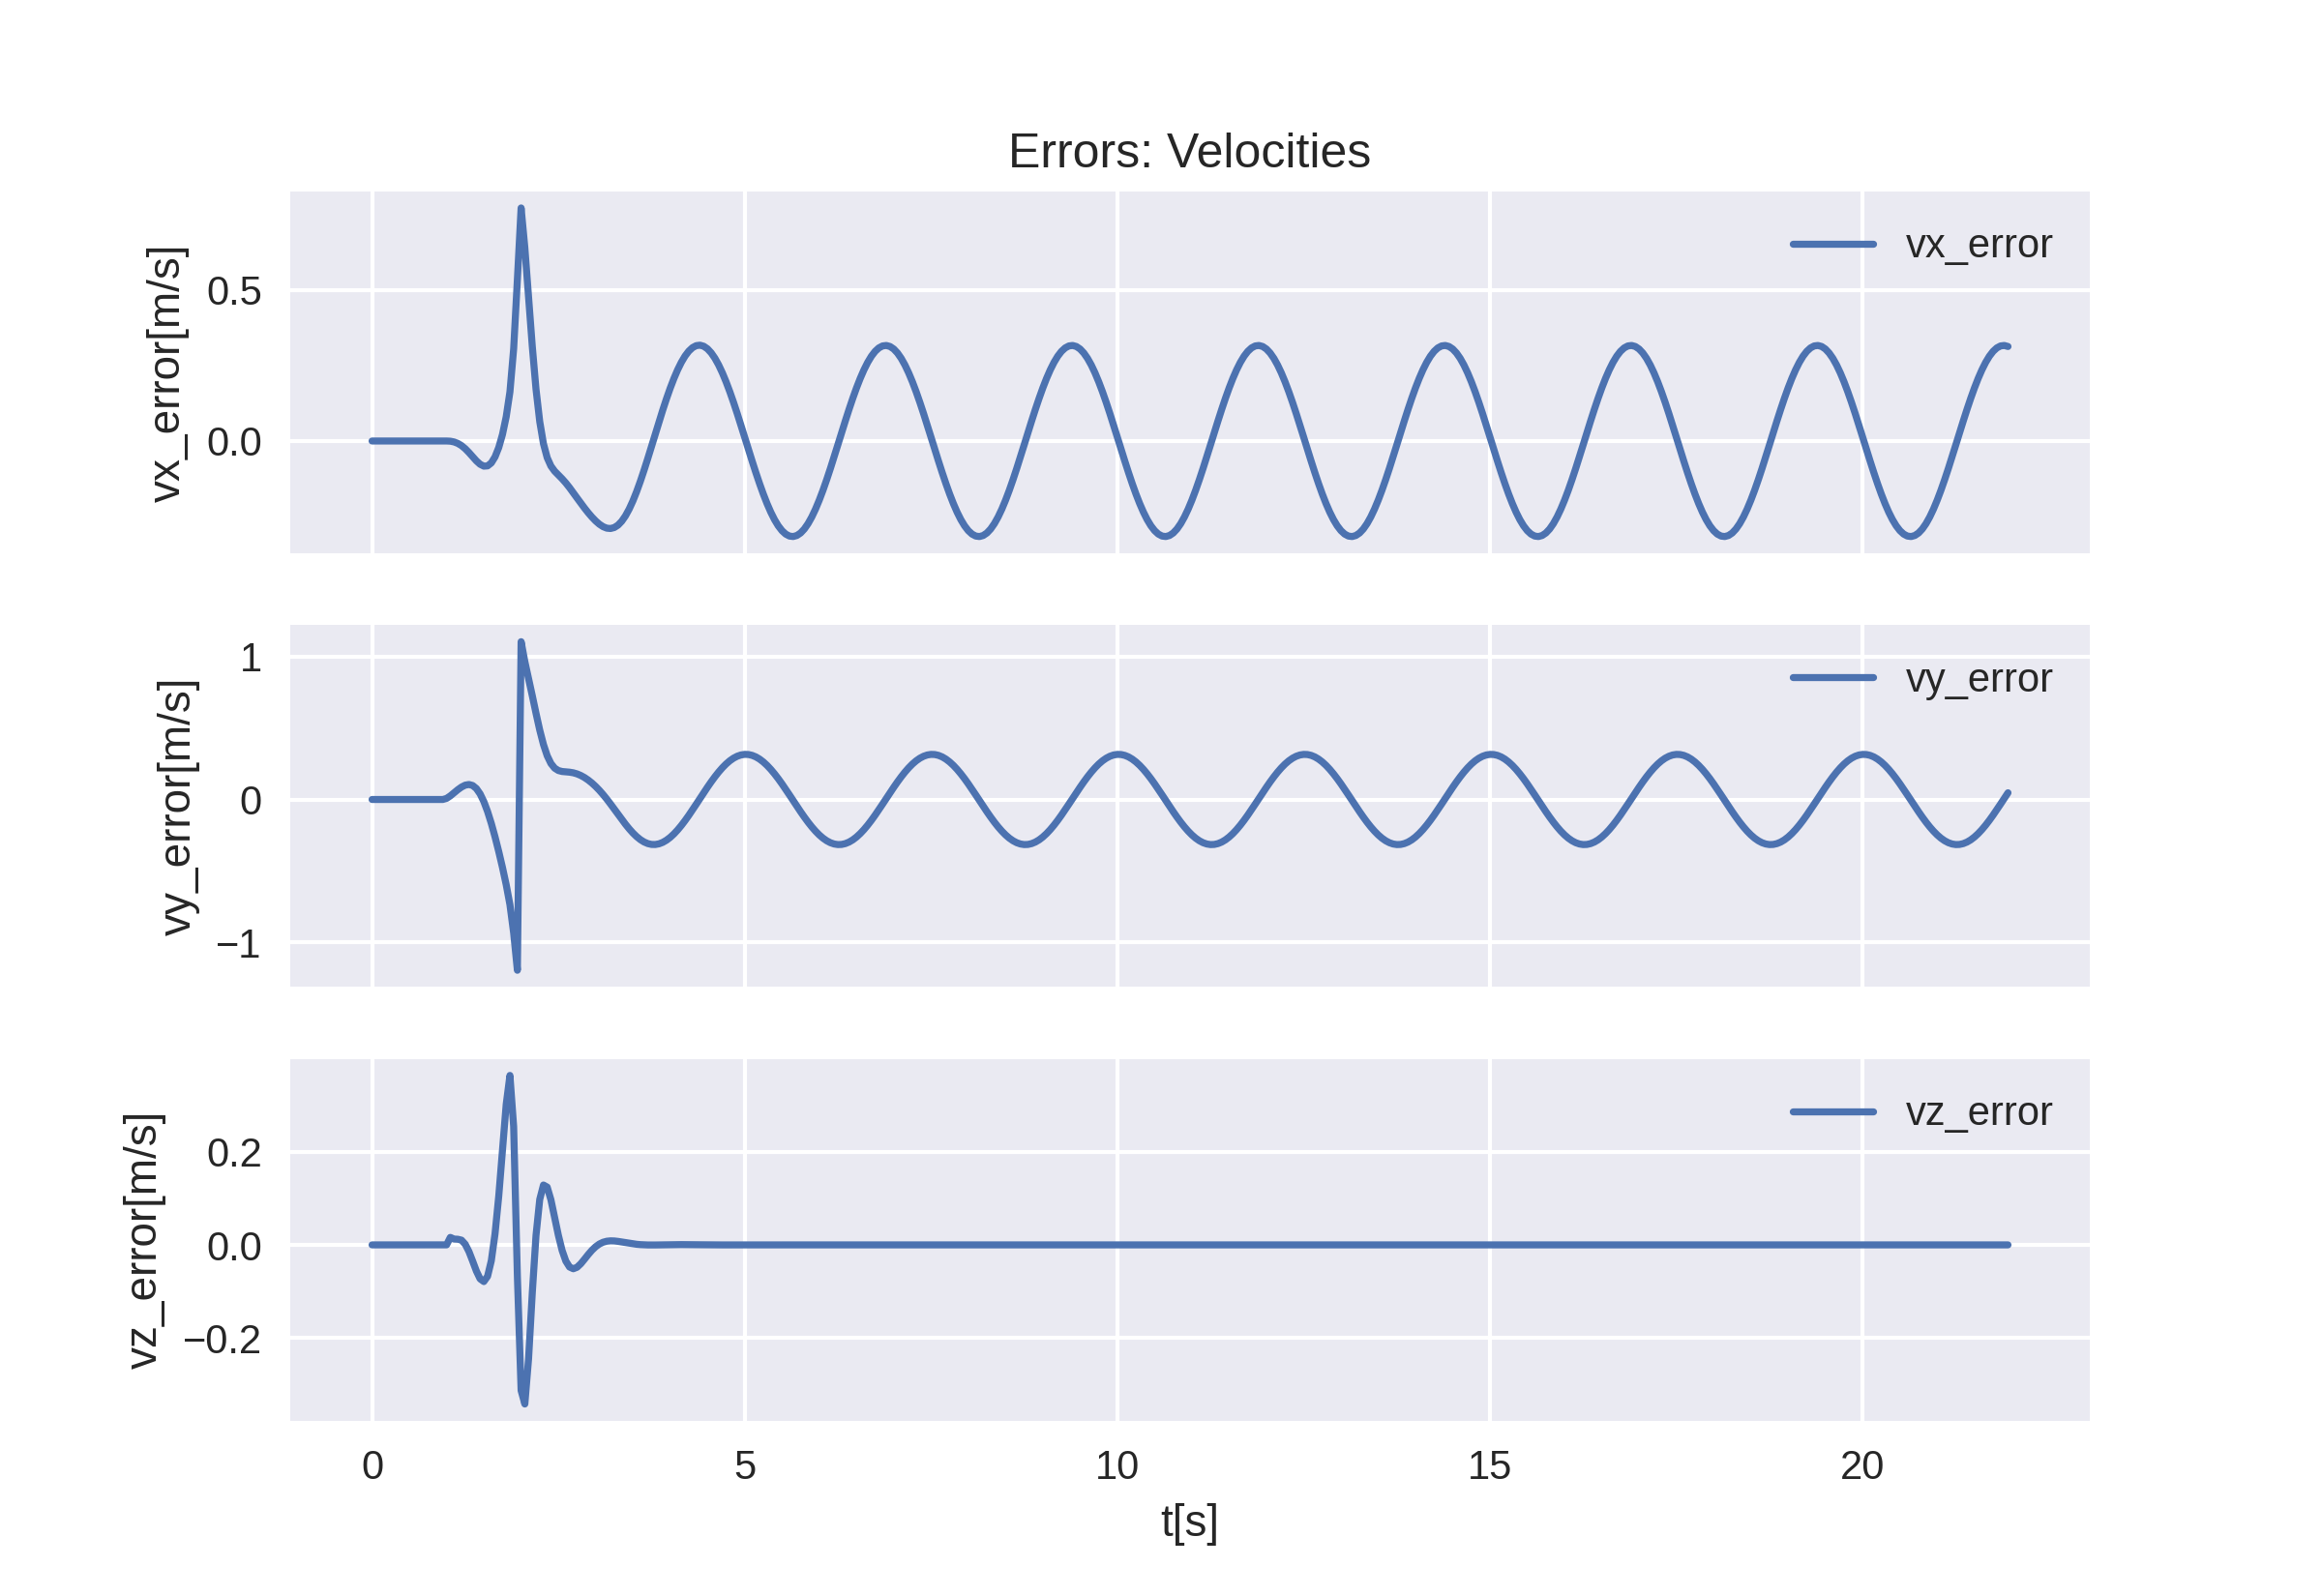 Errors: Velocities
vx_error[m/s]
0.5
0.0
vx_error
vy_error[m/s]
1
0
−1
vy_error
vz_error[m/s]
0.2
0.0
−0.2
vz_error
0 5 10 15 20
t[s]